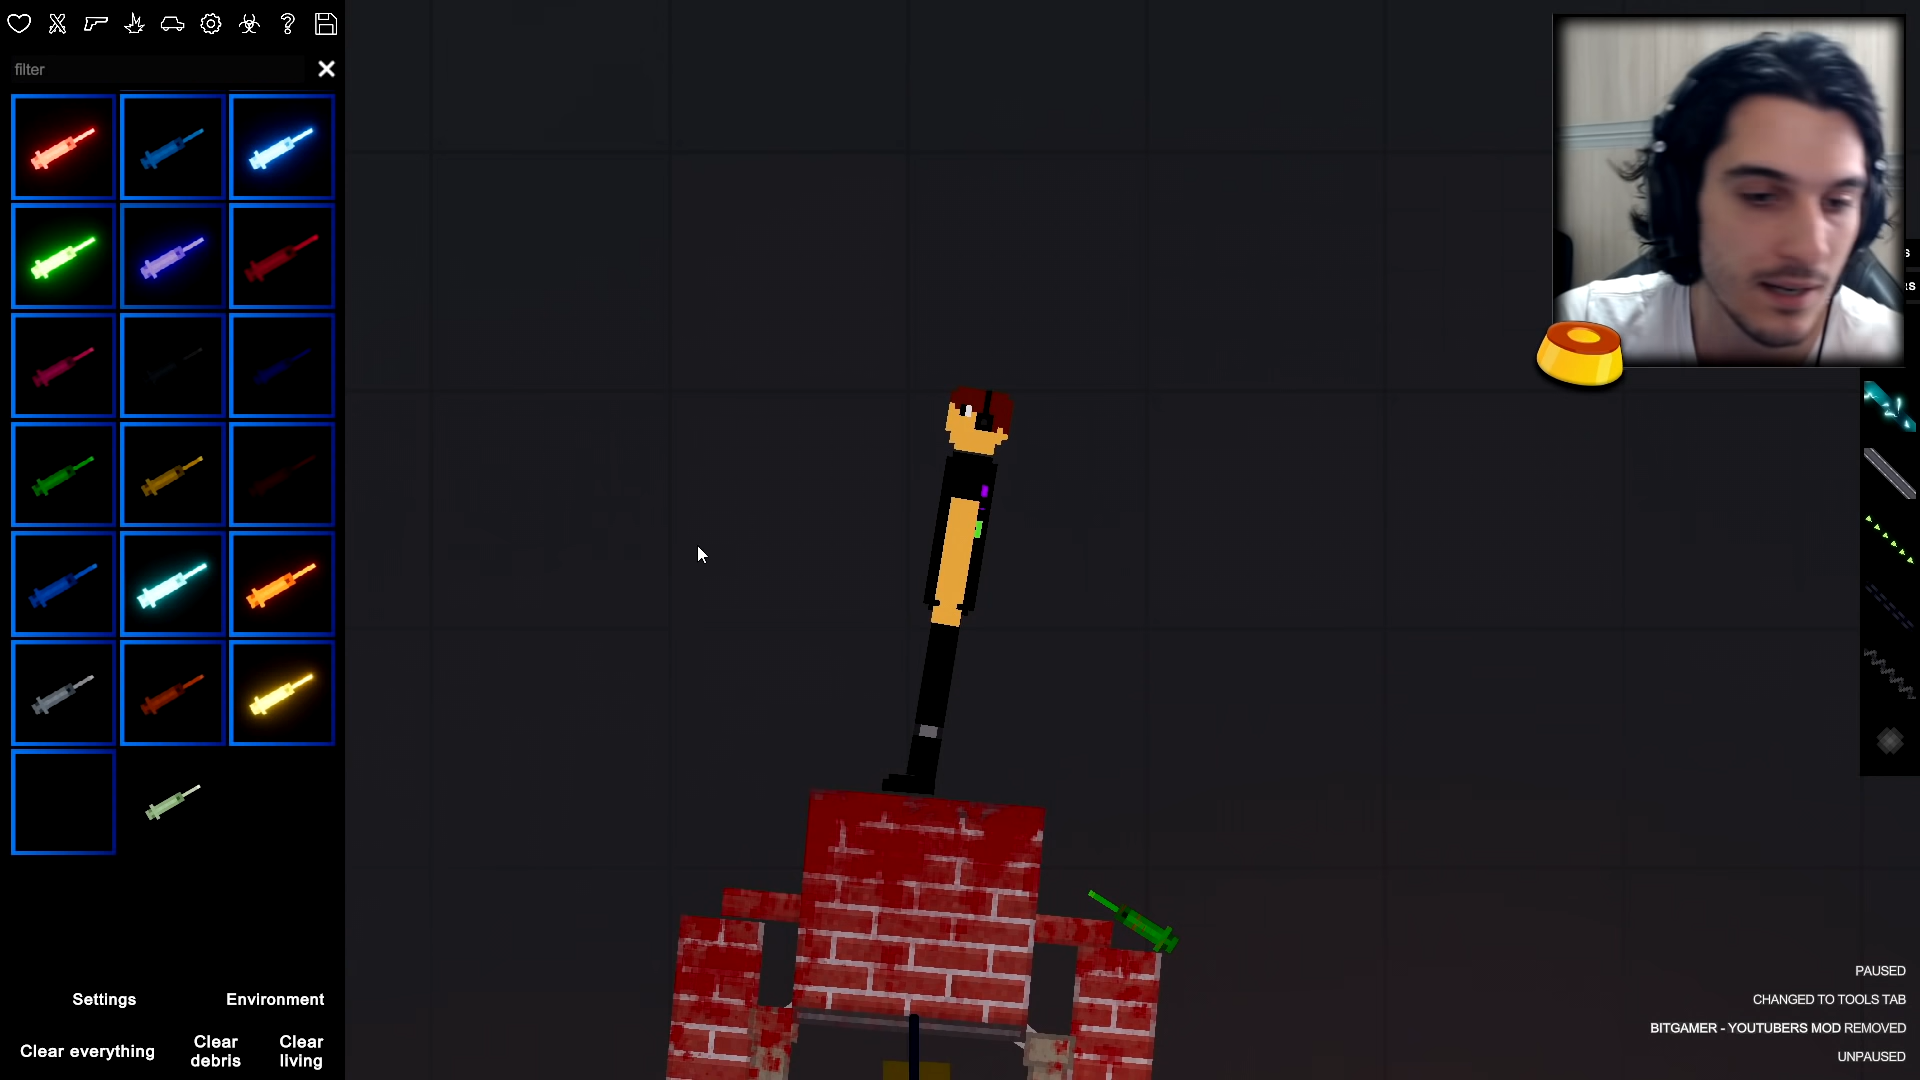 filter
s
rs
Settings
Environment
Clear everything
Clear
debris
Clear
living
PAUSED
CHANGED TO TOOLS TAB
BITGAMER - YOUTUBERS MOD REMOVED
UNPAUSED